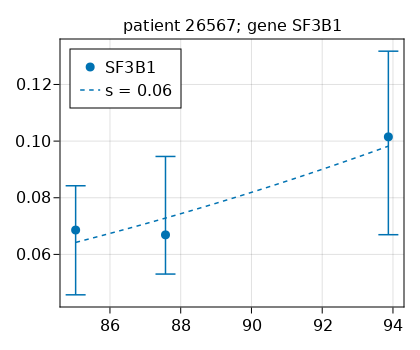 patient 26567; gene SF3B1
SF3B1
s = 0.06
0.12
0.10
0.08
0.06
86 88 90 92 94